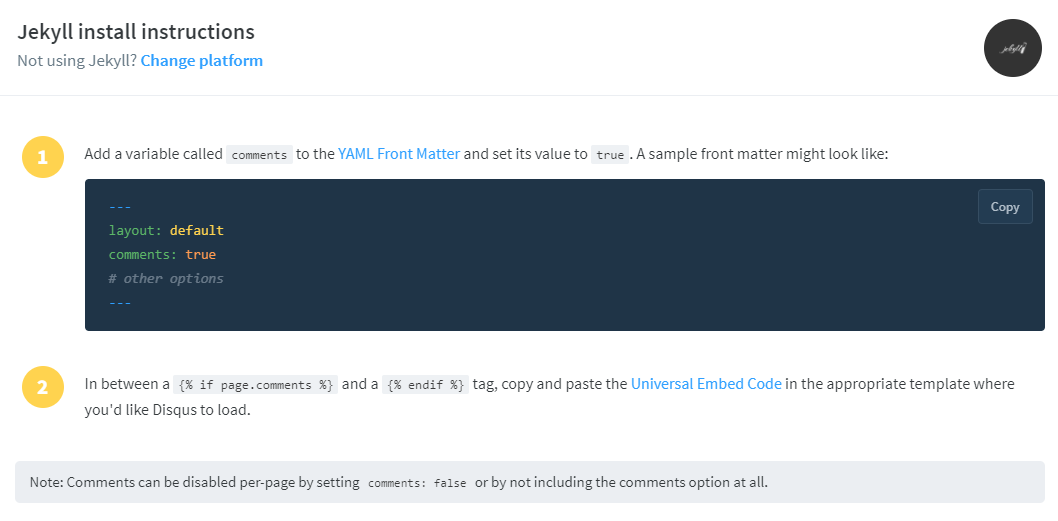 Jekyll install instructions
Not using Jekyll? Change platform
jekyll
1
Add a variable called comments to the YAML Front Matter and set its value to true. A sample front matter might look like:
Copy
---
layout: default
comments: true
# other options
---
2
In between a {% if page.comments %} and a {% endif %} tag, copy and paste the Universal Embed Code in the appropriate template where
you'd like Disqus to load.
Note: Comments can be disabled per-page by setting comments: false or by not including the comments option at all.